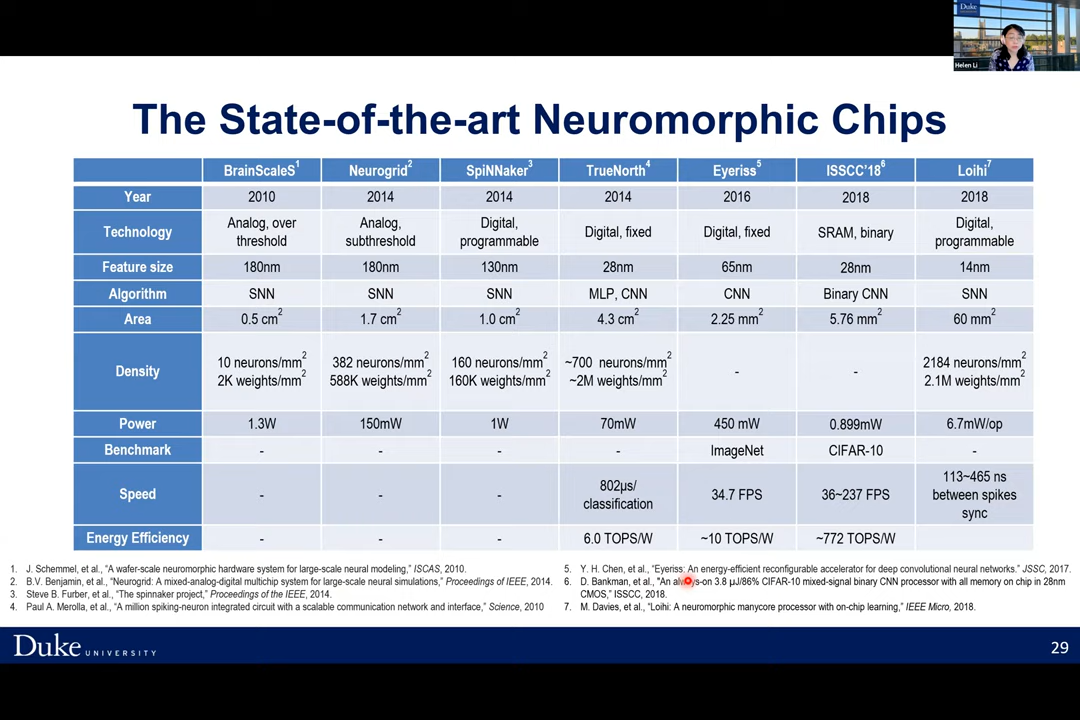 Duke
Helen Li
The State-of-the-art Neuromorphic Chips
BrainScaleS1 Neurogrid2 SpiNNaker3 TrueNorth4 Eyeriss5 ISSCC'186 Loihi7
Year 2010 2014 2014 2014 2016 2018 2018
Technology Analog, over threshold Analog, subthreshold Digital, programmable Digital, fixed Digital, fixed SRAM, binary Digital, programmable
Feature size 180nm 180nm 130nm 28nm 65nm 28nm 14nm
Algorithm SNN SNN SNN MLP, CNN CNN Binary CNN SNN
Area 0.5 cm2 1.7 cm2 1.0 cm2 4.3 cm2 2.25 mm2 5.76 mm2 60 mm2
Density 10 neurons/mm2 2K weights/mm2 382 neurons/mm2 588K weights/mm2 160 neurons/mm2 160K weights/mm2 ~700 neurons/mm2 ~2M weights/mm2 - - 2184 neurons/mm2 2.1M weights/mm2
Power 1.3W 150mW 1W 70mW 450 mW 0.899mW 6.7mW/op
Benchmark - - - - ImageNet CIFAR-10 -
Speed - - - 802μs/ classification 34.7 FPS 36~237 FPS 113~465 ns between spikes sync
Energy Efficiency - - - 6.0 TOPS/W ~10 TOPS/W ~772 TOPS/W
1. J. Schemmel, et al., “A wafer-scale neuromorphic hardware system for large-scale neural modeling,” ISCAS, 2010.
2. B.V. Benjamin, et al., “Neurogrid: A mixed-analog-digital multichip system for large-scale neural simulations,” Proceedings of IEEE, 2014.
3. Steve B. Furber, et al., “The spinnaker project,” Proceedings of the IEEE, 2014.
4. Paul A. Merolla, et al., “A million spiking-neuron integrated circuit with a scalable communication network and interface,” Science, 2010
5. Y. H. Chen, et al., “Eyeriss: An energy-efficient reconfigurable accelerator for deep convolutional neural networks.” JSSC, 2017.
6. D. Bankman, et al., "An always-on 3.8 μJ/86% CIFAR-10 mixed-signal binary CNN processor with all memory on chip in 28nm
CMOS,” ISSCC, 2018.
7. M. Davies, et al., “Loihi: A neuromorphic manycore processor with on-chip learning,” IEEE Micro, 2018.
Duke UNIVERSITY
29